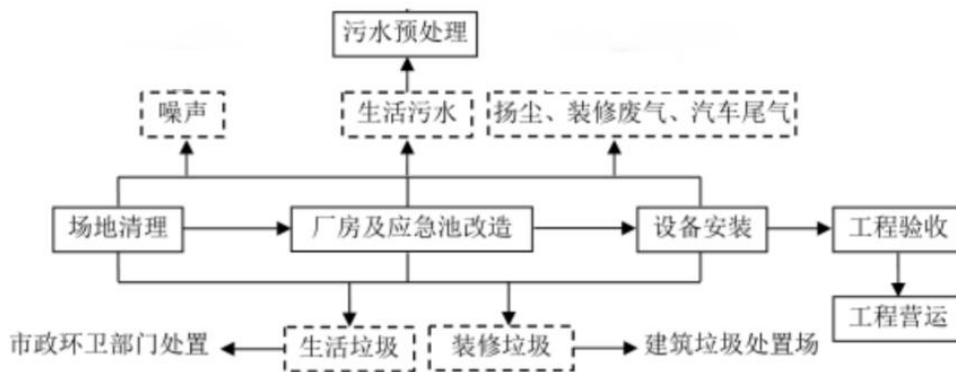 污水预处理
噪声
生活污水
扬尘、装修废气、汽车尾气
场地清理
厂房及应急池改造
设备安装
工程验收
工程营运
市政环卫部门处置
生活垃圾
装修垃圾
建筑垃圾处置场